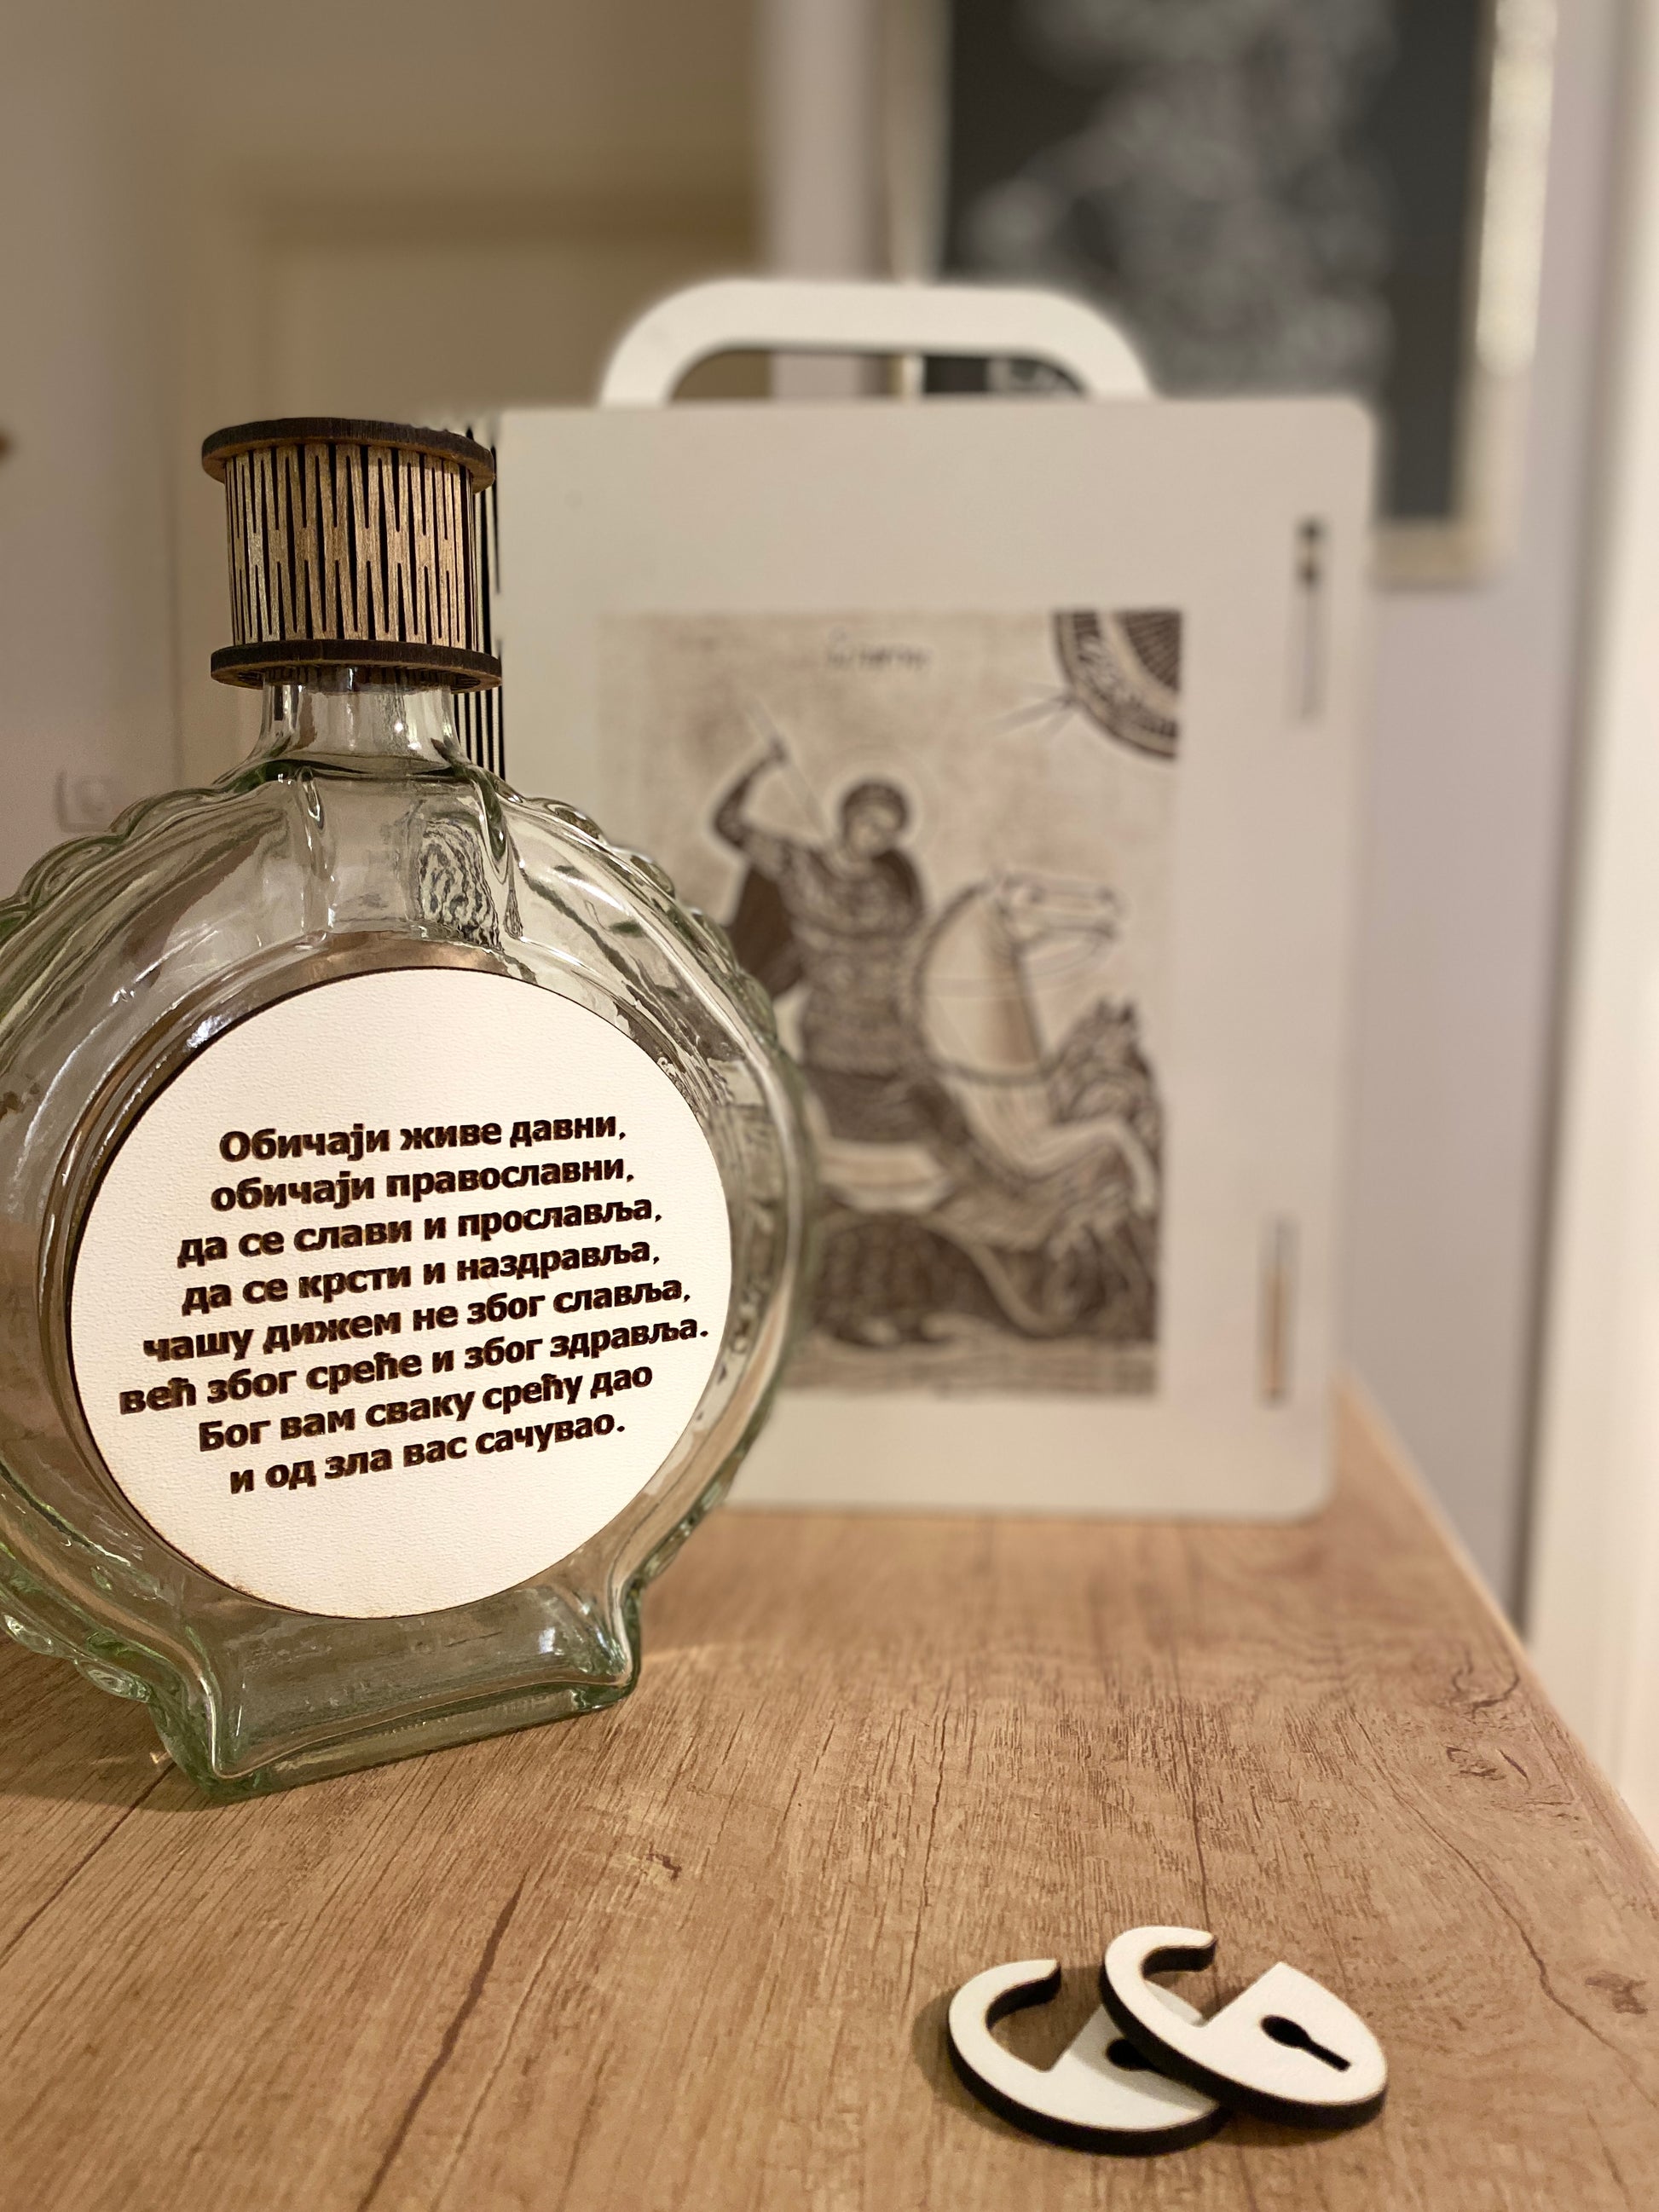 Обичаји живе давни,
обичаји православни,
да се слави и прославља,
да се крсти и наздравља,
чашу дижем не због славља,
већ због среће и због здравља.
Бог вам сваку срећу дао
и од зла вас сачувао.